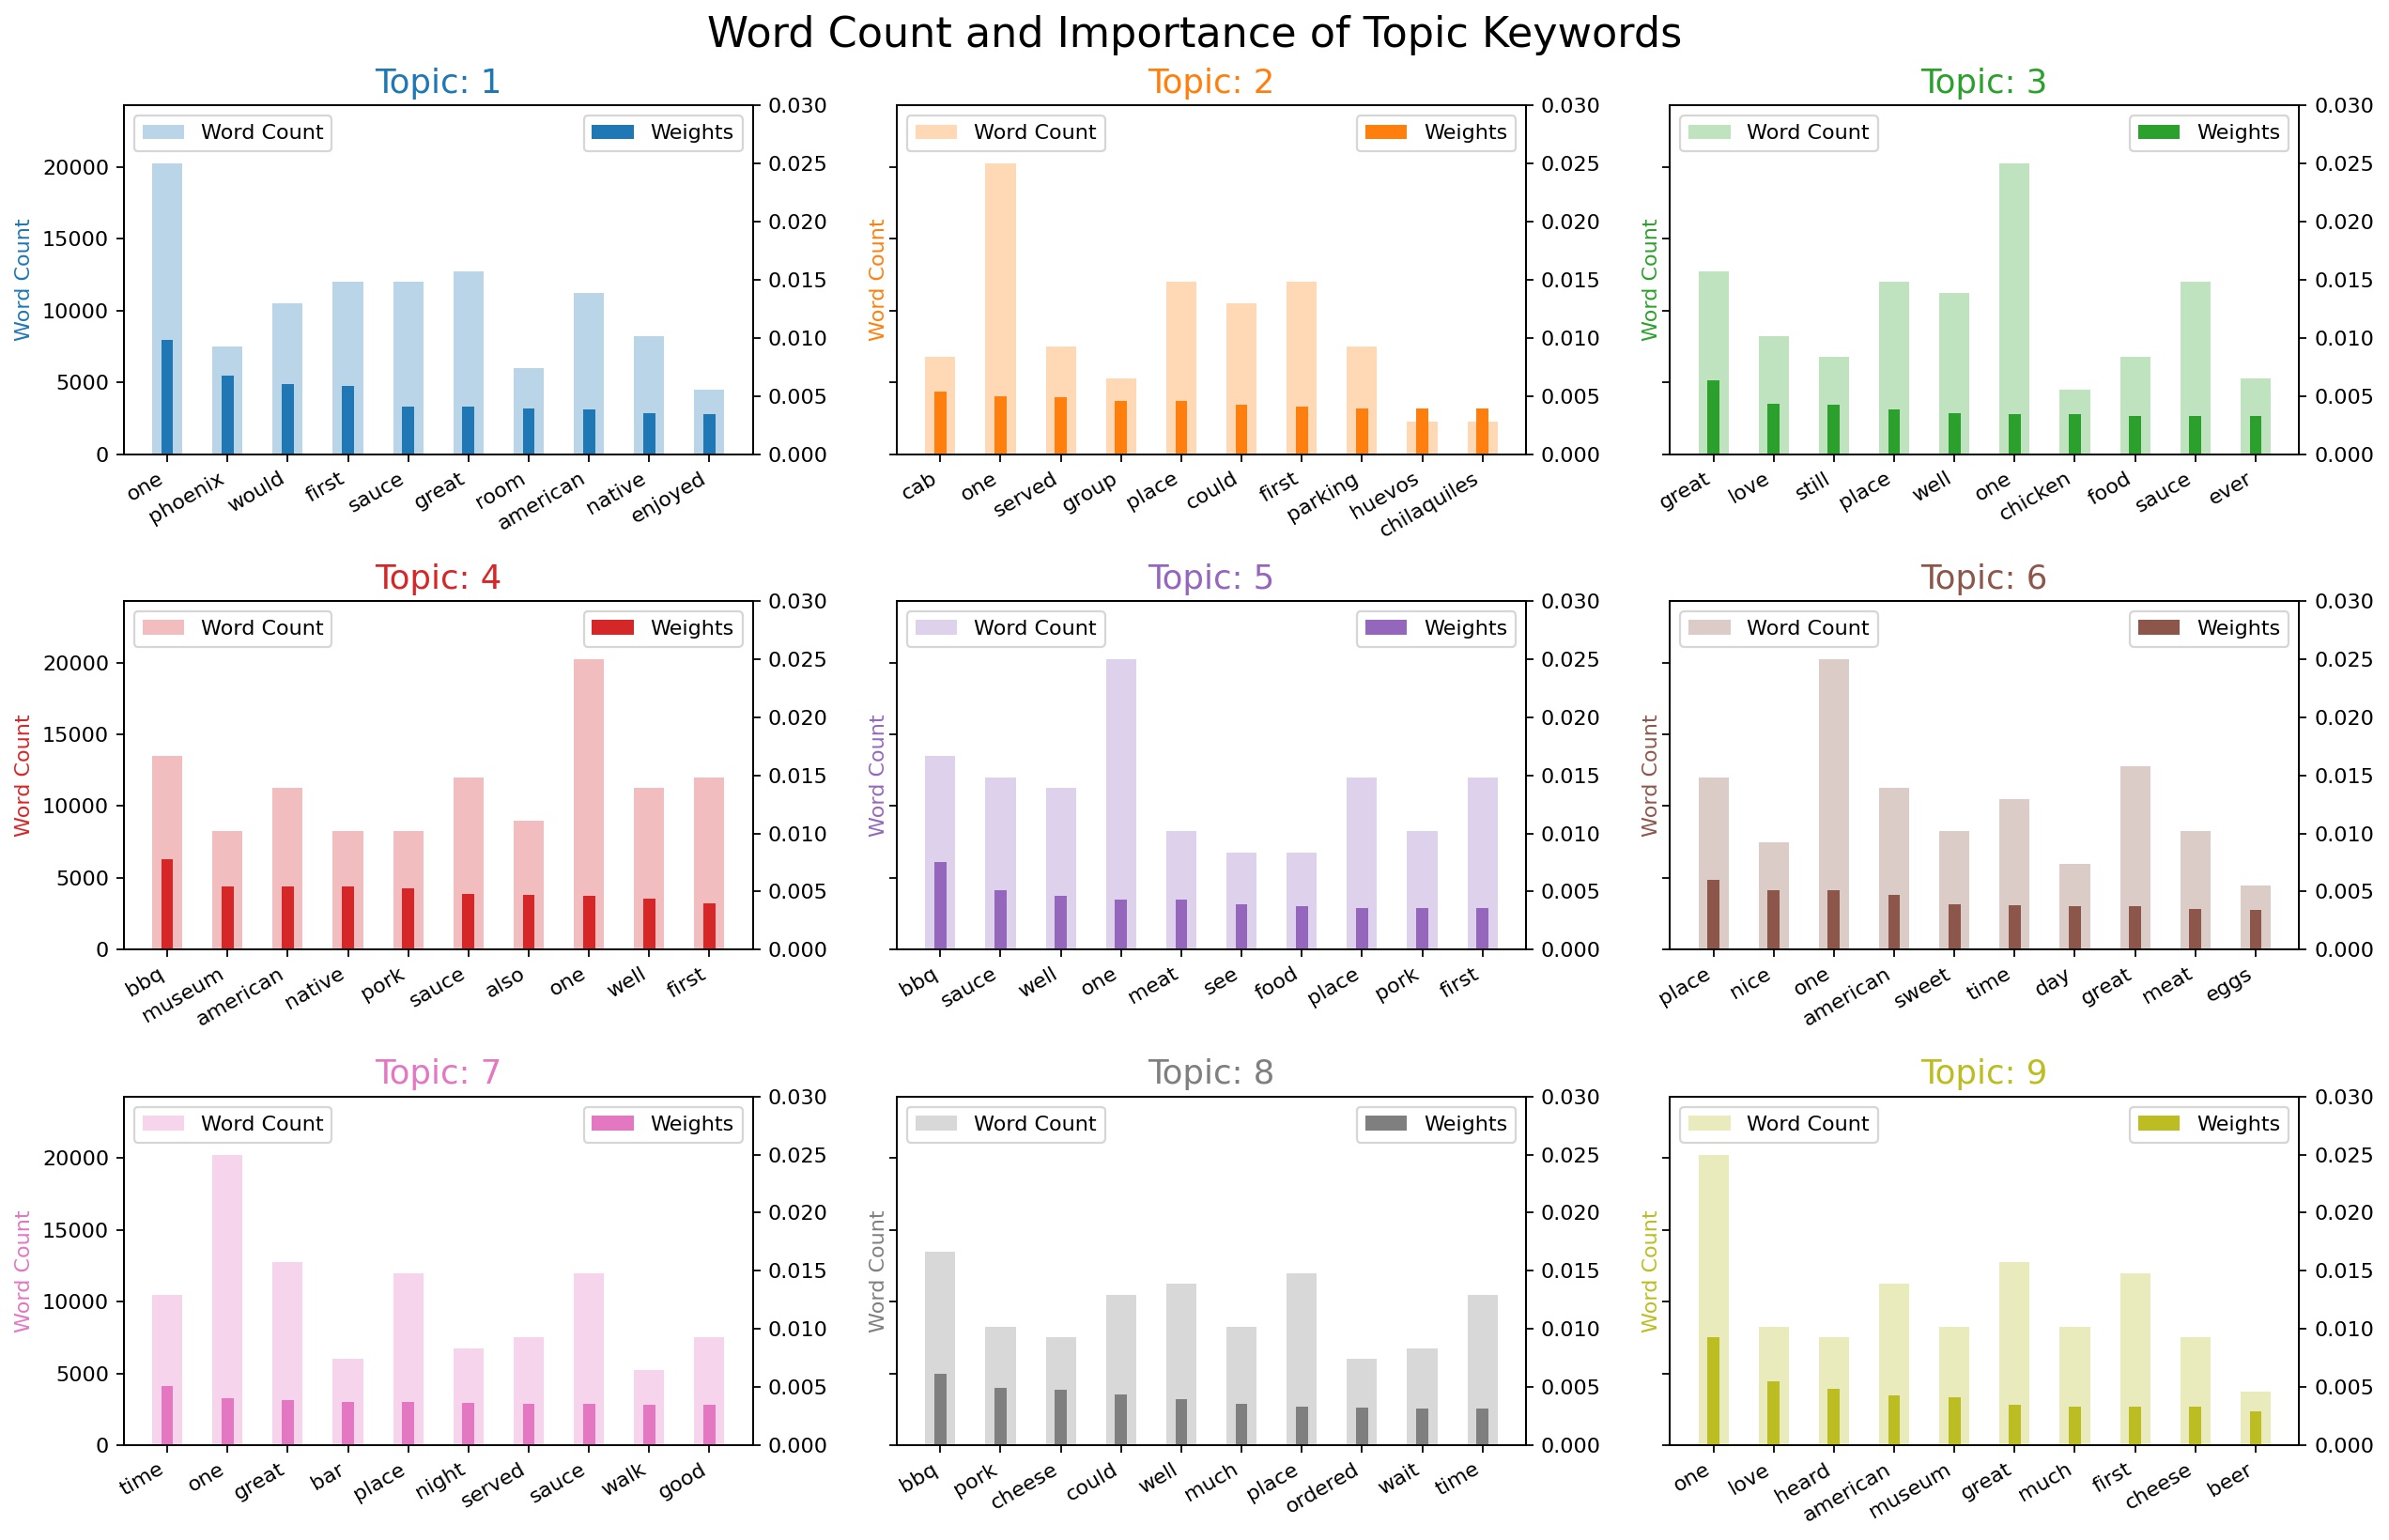 Word Count and Importance of Topic Keywords
Topic: 1
Word Count
Weights
Word Count
20000
15000
10000
5000
0
0.030
0.025
0.020
0.015
0.010
0.005
0.000
one phoenix would first sauce great room american native enjoyed
Topic: 2
Word Count
Weights
Word Count
0.030
0.025
0.020
0.015
0.010
0.005
0.000
cab one served group place could first parking huevos chilaquiles
Topic: 3
Word Count
Weights
Word Count
0.030
0.025
0.020
0.015
0.010
0.005
0.000
great love still place well one chicken food sauce ever
Topic: 4
Word Count
Weights
Word Count
20000
15000
10000
5000
0
0.030
0.025
0.020
0.015
0.010
0.005
0.000
bbq museum american native pork sauce also one well first
Topic: 5
Word Count
Weights
Word Count
0.030
0.025
0.020
0.015
0.010
0.005
0.000
bbq sauce well one meat see food place pork first
Topic: 6
Word Count
Weights
Word Count
0.030
0.025
0.020
0.015
0.010
0.005
0.000
place nice one american sweet time day great meat eggs
Topic: 7
Word Count
Weights
Word Count
20000
15000
10000
5000
0
0.030
0.025
0.020
0.015
0.010
0.005
0.000
time one great bar place night served sauce walk good
Topic: 8
Word Count
Weights
Word Count
0.030
0.025
0.020
0.015
0.010
0.005
0.000
bbq pork cheese could well much place ordered wait time
Topic: 9
Word Count
Weights
Word Count
0.030
0.025
0.020
0.015
0.010
0.005
0.000
one love heard american museum great much first cheese beer